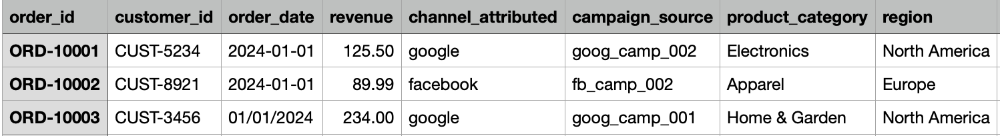 order_id customer_id order_date revenue channel_attributed campaign_source product_category region
ORD-10001 CUST-5234 2024-01-01 125.50 google goog_camp_002 Electronics North America
ORD-10002 CUST-8921 2024-01-01 89.99 facebook fb_camp_002 Apparel Europe
ORD-10003 CUST-3456 01/01/2024 234.00 google goog_camp_001 Home & Garden North America